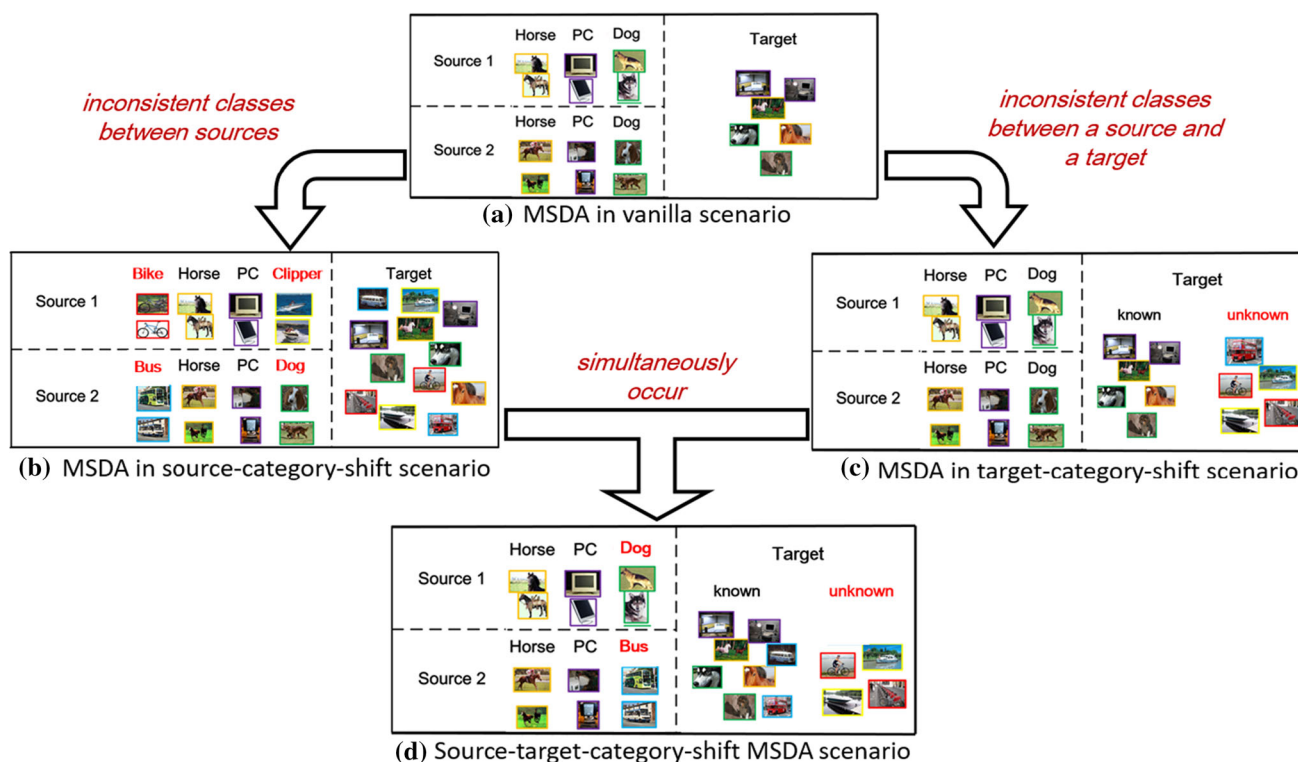 Horse PC Dog
Target
Source 1
Horse PC Dog
Source 2
(a) MSDA in vanilla scenario
inconsistent classes
between sources
inconsistent classes
between a source and
a target
Bike Horse PC Clipper
Target
Source 1
Bus Horse PC Dog
Source 2
(b) MSDA in source-category-shift scenario
simultaneously
occur
Horse PC Dog
Target
Source 1
known unknown
Horse PC Dog
Source 2
(c) MSDA in target-category-shift scenario
Horse PC Dog
Target
Source 1
known unknown
Horse PC Bus
Source 2
(d) Source-target-category-shift MSDA scenario